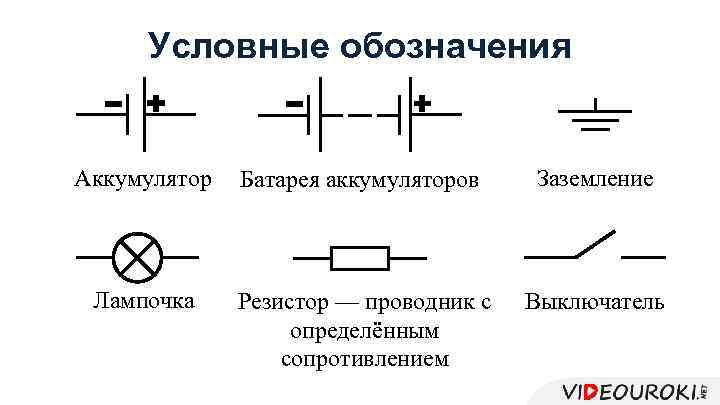 Условные обозначения
Аккумулятор
Батарея аккумуляторов
Заземление
Лампочка
Резистор — проводник с
определённым
сопротивлением
Выключатель
VIDEOUROKI.NET